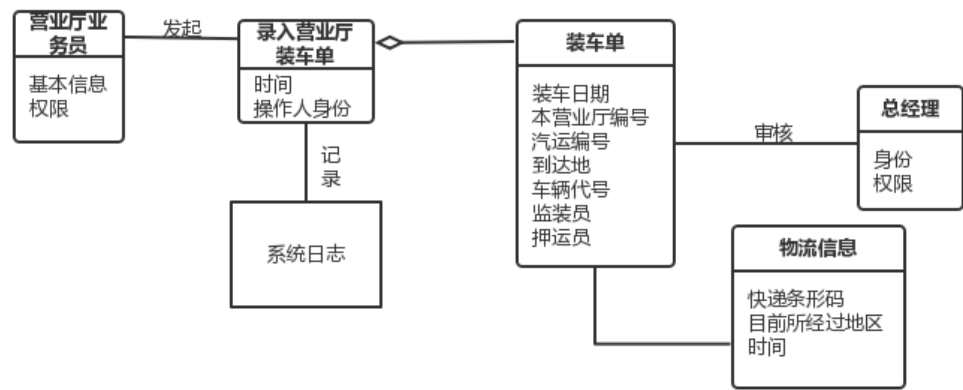 营业厅业
务员
基本信息
权限
发起
录入营业厅
装车单
时间
操作人身份
记
录
系统日志
装车单
装车日期
本营业厅编号
汽运编号
到达地
车辆代号
监装员
押运员
审核
总经理
身份
权限
物流信息
快递条形码
目前所经过地区
时间